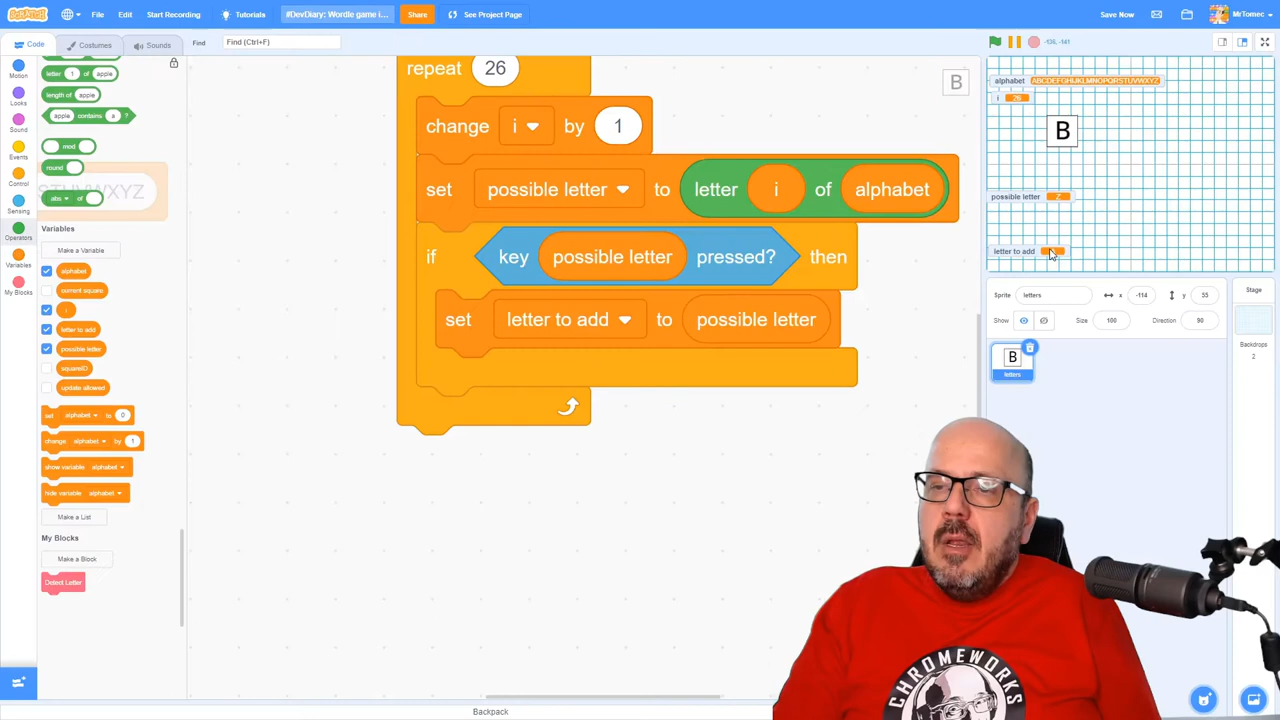 SCRATCH File Edit Start Recording Tutorials #DevDiary: Wordle game i... Share See Project Page Save Now MrTomec
Code Costumes Sounds Find Find (Ctrl+F) -136, -141
Motion
Looks
Sound
Events
Control
Sensing
Operators
Variables
My Blocks
letter 1 of apple
length of apple
apple contains a ?
mod
round
STUVWXYZ
abs of
Variables
Make a Variable
alphabet
current square
i
letter to add
possible letter
squareID
update allowed
set alphabet to 0
change alphabet by 1
show variable alphabet
hide variable alphabet
Make a List
My Blocks
Make a Block
Detect Letter
repeat 26
change i by 1
set possible letter to letter i of alphabet
if key possible letter pressed? then
set letter to add to possible letter
B
Backpack
alphabet ABCDEFGHIJKLMNOPQRSTUVWXYZ
i 26
B
possible letter Z
letter to add
Sprite letters x -114 y 55
Show Size 100 Direction 90
B
letters
Stage
Backdrops
2
CHROMEWORKS